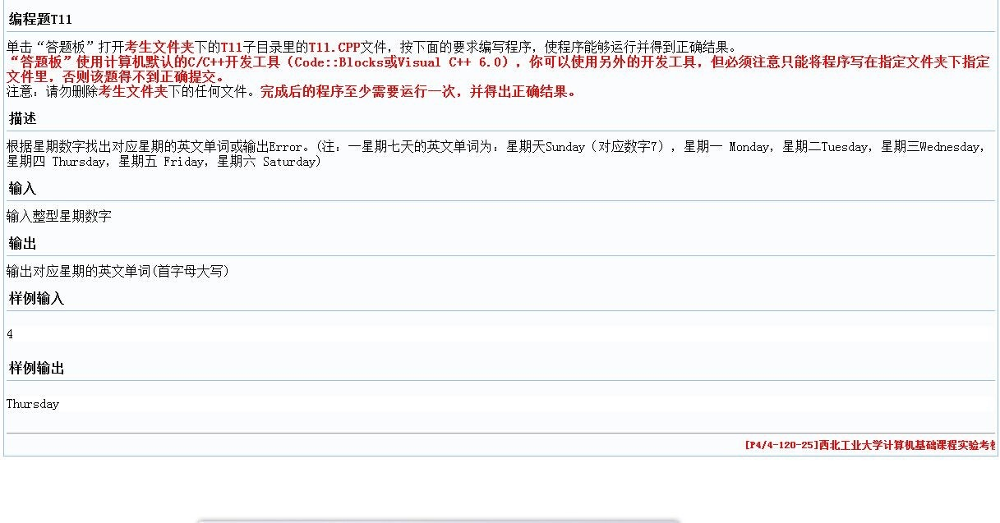 编程题T11
单击“答题板”打开考生文件夹下的T11子目录里的T11.CPP文件，按下面的要求编写程序，使程序能够运行并得到正确结果。
“答题板”使用计算机默认的C/C++开发工具（Code::Blocks或Visual C++ 6.0），你可以使用另外的开发工具，但必须注意只能将程序写在指定文件夹下指定
文件里，否则该题得不到正确提交。
注意：请勿删除考生文件夹下的任何文件。完成后的程序至少需要运行一次，并得出正确结果。
描述
根据星期数字找出对应星期的英文单词或输出Error。(注：一星期七天的英文单词为：星期天Sunday（对应数字7），星期一 Monday，星期二Tuesday，星期三Wednesday，
星期四 Thursday，星期五 Friday，星期六 Saturday)
输入
输入整型星期数字
输出
输出对应星期的英文单词(首字母大写)
样例输入
4
样例输出
Thursday
[P4/4-120-25]西北工业大学计算机基础课程实验考